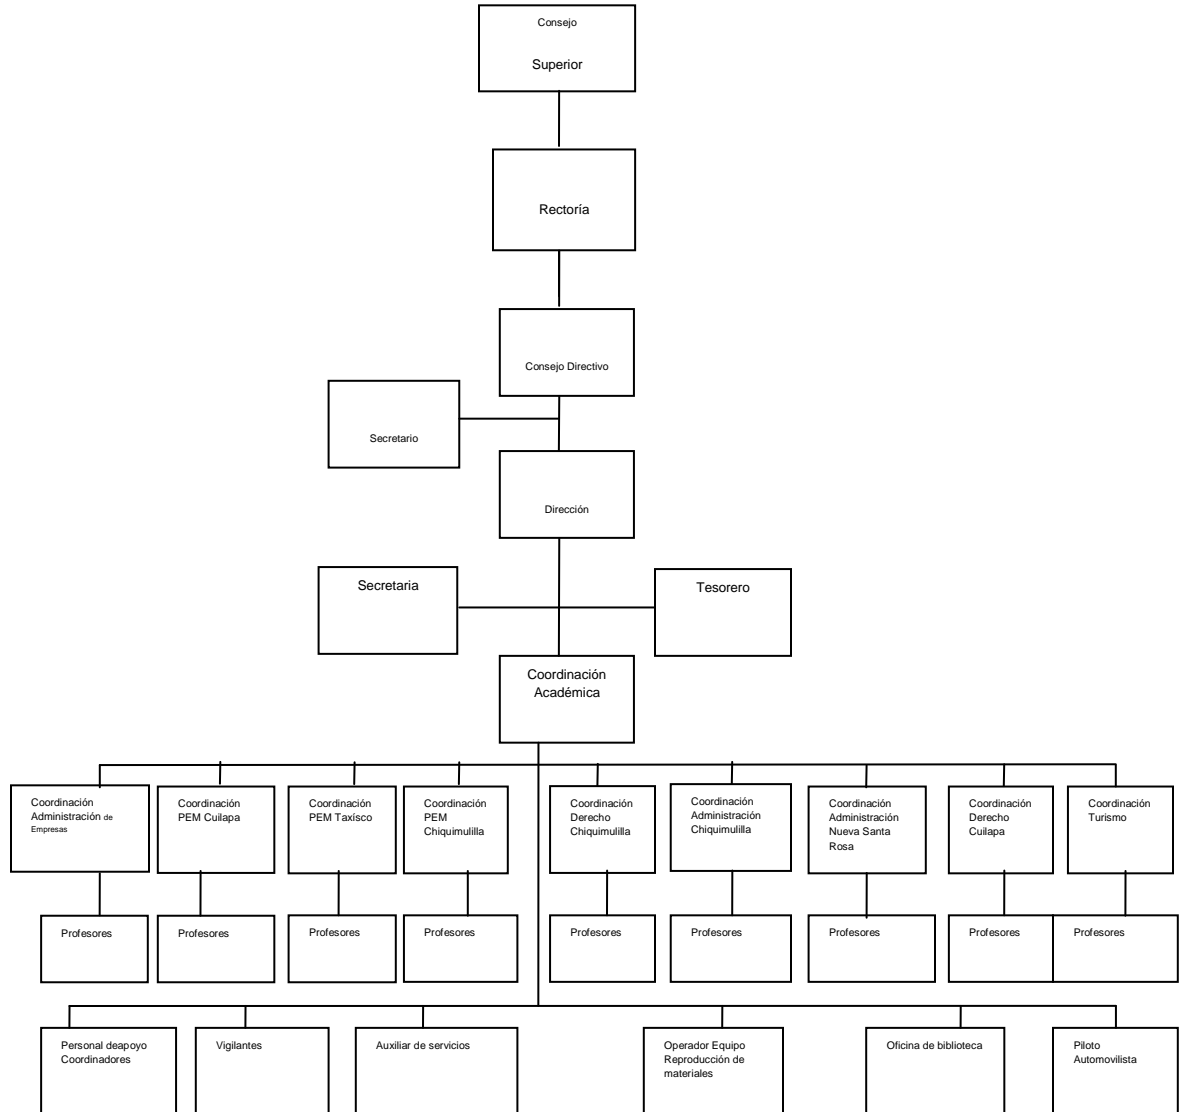 Consejo
Superior
Rectoría
Consejo Directivo
Secretario
Dirección
Secretaria
Tesorero
Coordinación
Académica
Coordinación
Administración de
Empresas
Coordinación
PEM Cuilapa
Coordinación
PEM Taxisco
Coordinación
PEM
Chiquimulilla
Coordinación
Derecho
Chiquimulilla
Coordinación
Administración
Chiquimulilla
Coordinación
Administración
Nueva Santa
Rosa
Coordinación
Derecho
Cuilapa
Coordinación
Turismo
Profesores
Profesores
Profesores
Profesores
Profesores
Profesores
Profesores
Profesores
Profesores
Personal deapoyo
Coordinadores
Vigilantes
Auxiliar de servicios
Operador Equipo
Reproducción de
materiales
Oficina de biblioteca
Piloto
Automovilista